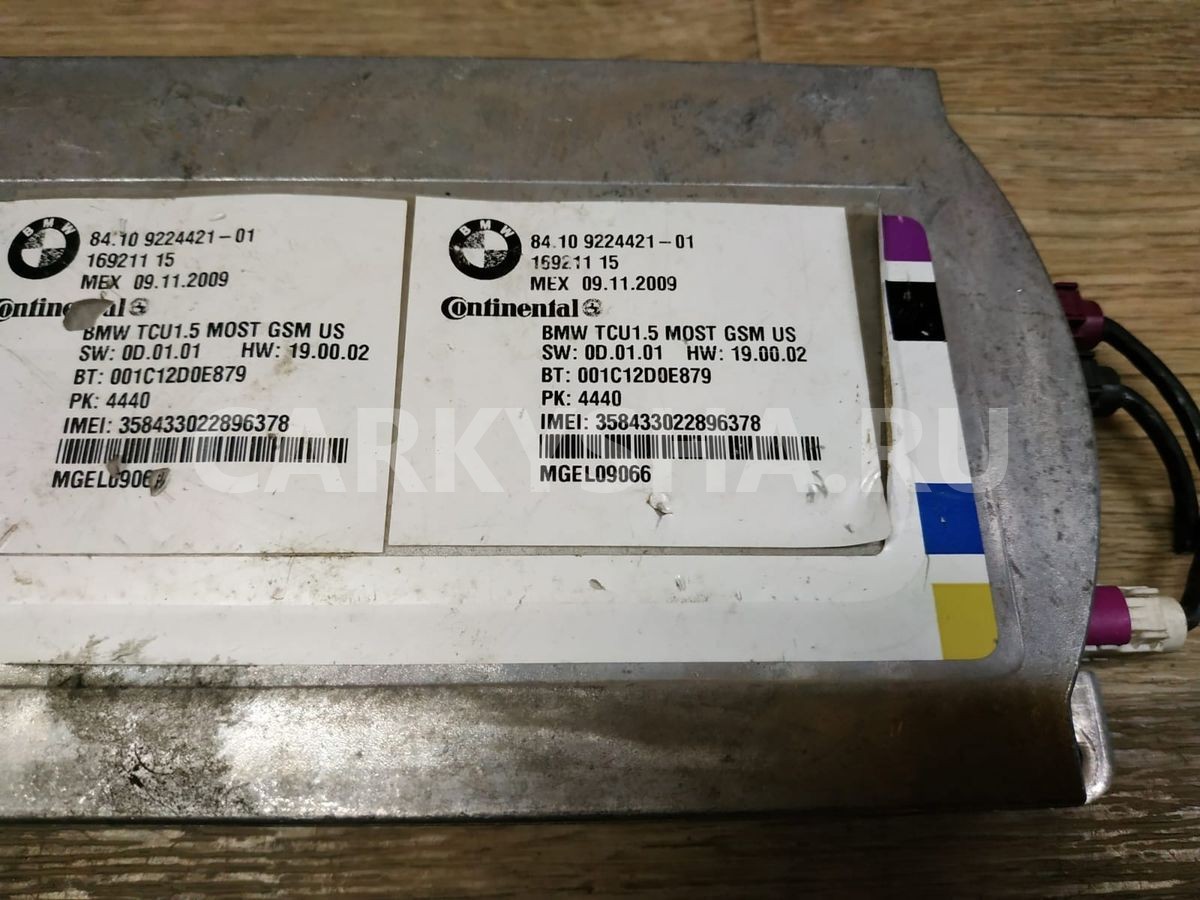 BMW
84.10 9224421-01
169211 15
MEX 09.11.2009
BMW TCU1.5 MOST GSM US
SW: 0D.01.01 HW: 19.00.02
BT: 001C12D0E879
PK: 4440
IMEI: 358433022896378
BMW
84.10 9224421-01
169211 15
MEX 09.11.2009
Continental
BMW TCU1.5 MOST GSM US
SW: 0D.01.01 HW: 19.00.02
BT: 001C12D0E879
PK: 4440
IMEI: 358433022896378
MGEL09066
CARKYSHA.RU